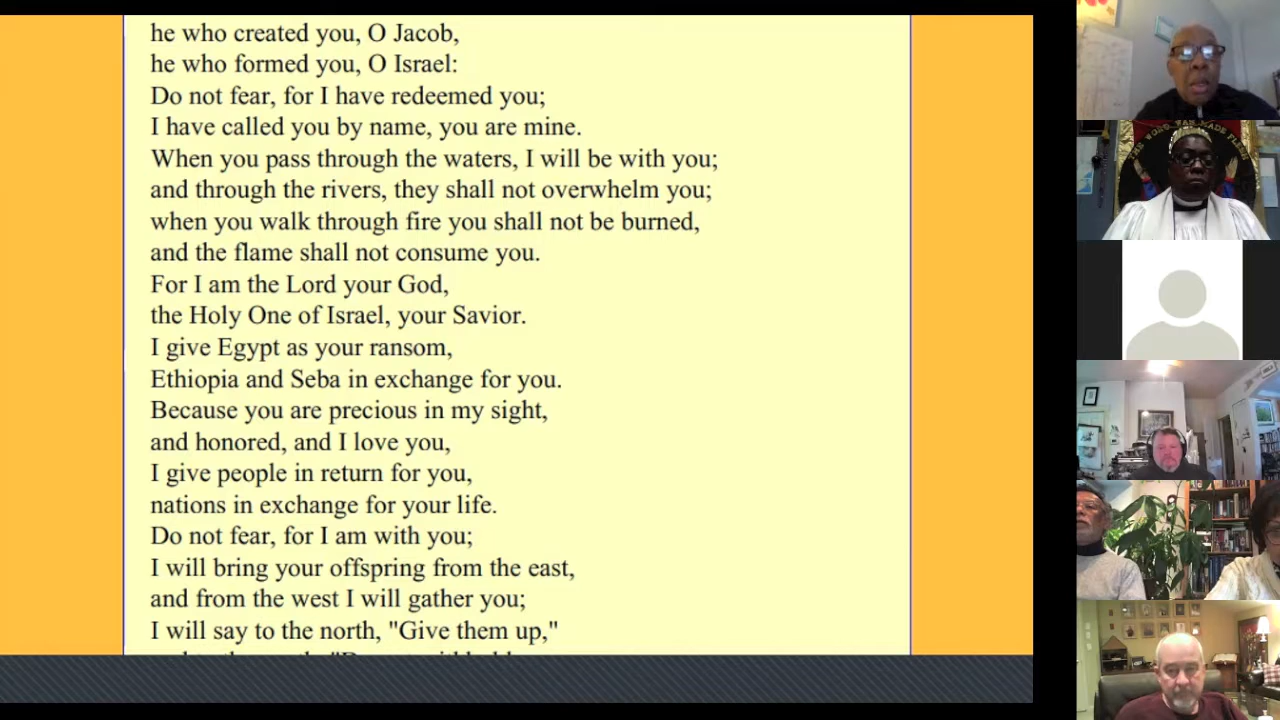 he who created you, O Jacob,
he who formed you, O Israel:
Do not fear, for I have redeemed you;
I have called you by name, you are mine.
When you pass through the waters, I will be with you;
and through the rivers, they shall not overwhelm you;
when you walk through fire you shall not be burned,
and the flame shall not consume you.
For I am the Lord your God,
the Holy One of Israel, your Savior.
I give Egypt as your ransom,
Ethiopia and Seba in exchange for you.
Because you are precious in my sight,
and honored, and I love you,
I give people in return for you,
nations in exchange for your life.
Do not fear, for I am with you;
I will bring your offspring from the east,
and from the west I will gather you;
I will say to the north, "Give them up,"
THE WORD WAS MADE FLESH